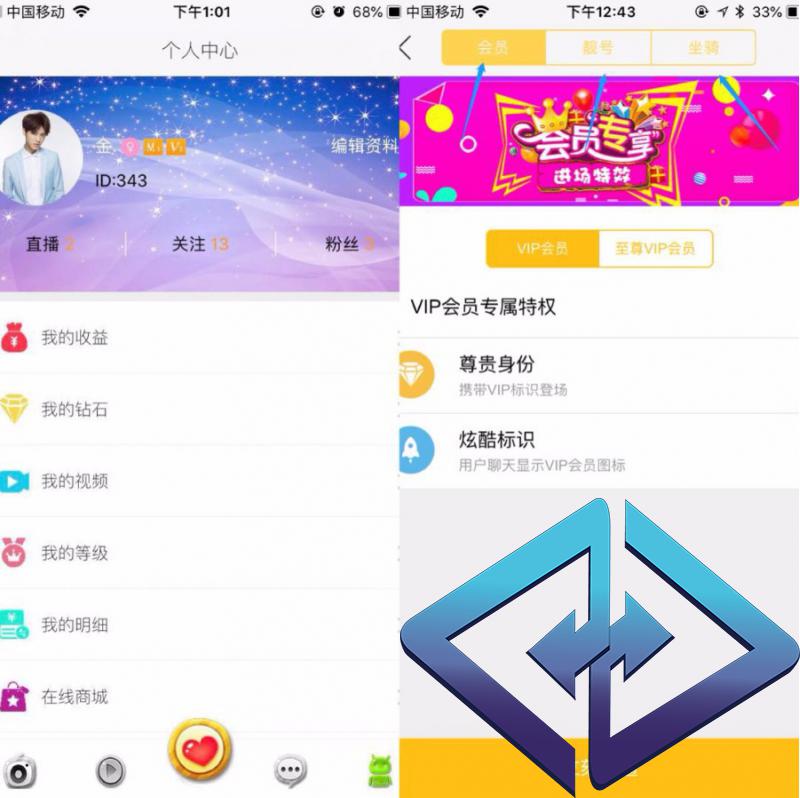 中国移动 下午1:01 68%
个人中心
金 编辑资料
ID:343
直播 2 关注 13 粉丝 3
我的收益
我的钻石
我的视频
我的等级
我的明细
在线商城
中国移动 下午12:43 33%
会员 靓号 坐骑
会员专享
进场特效
VIP会员 至尊VIP会员
VIP会员专属特权
尊贵身份
携带VIP标识登场
炫酷标识
用户聊天显示VIP会员图标